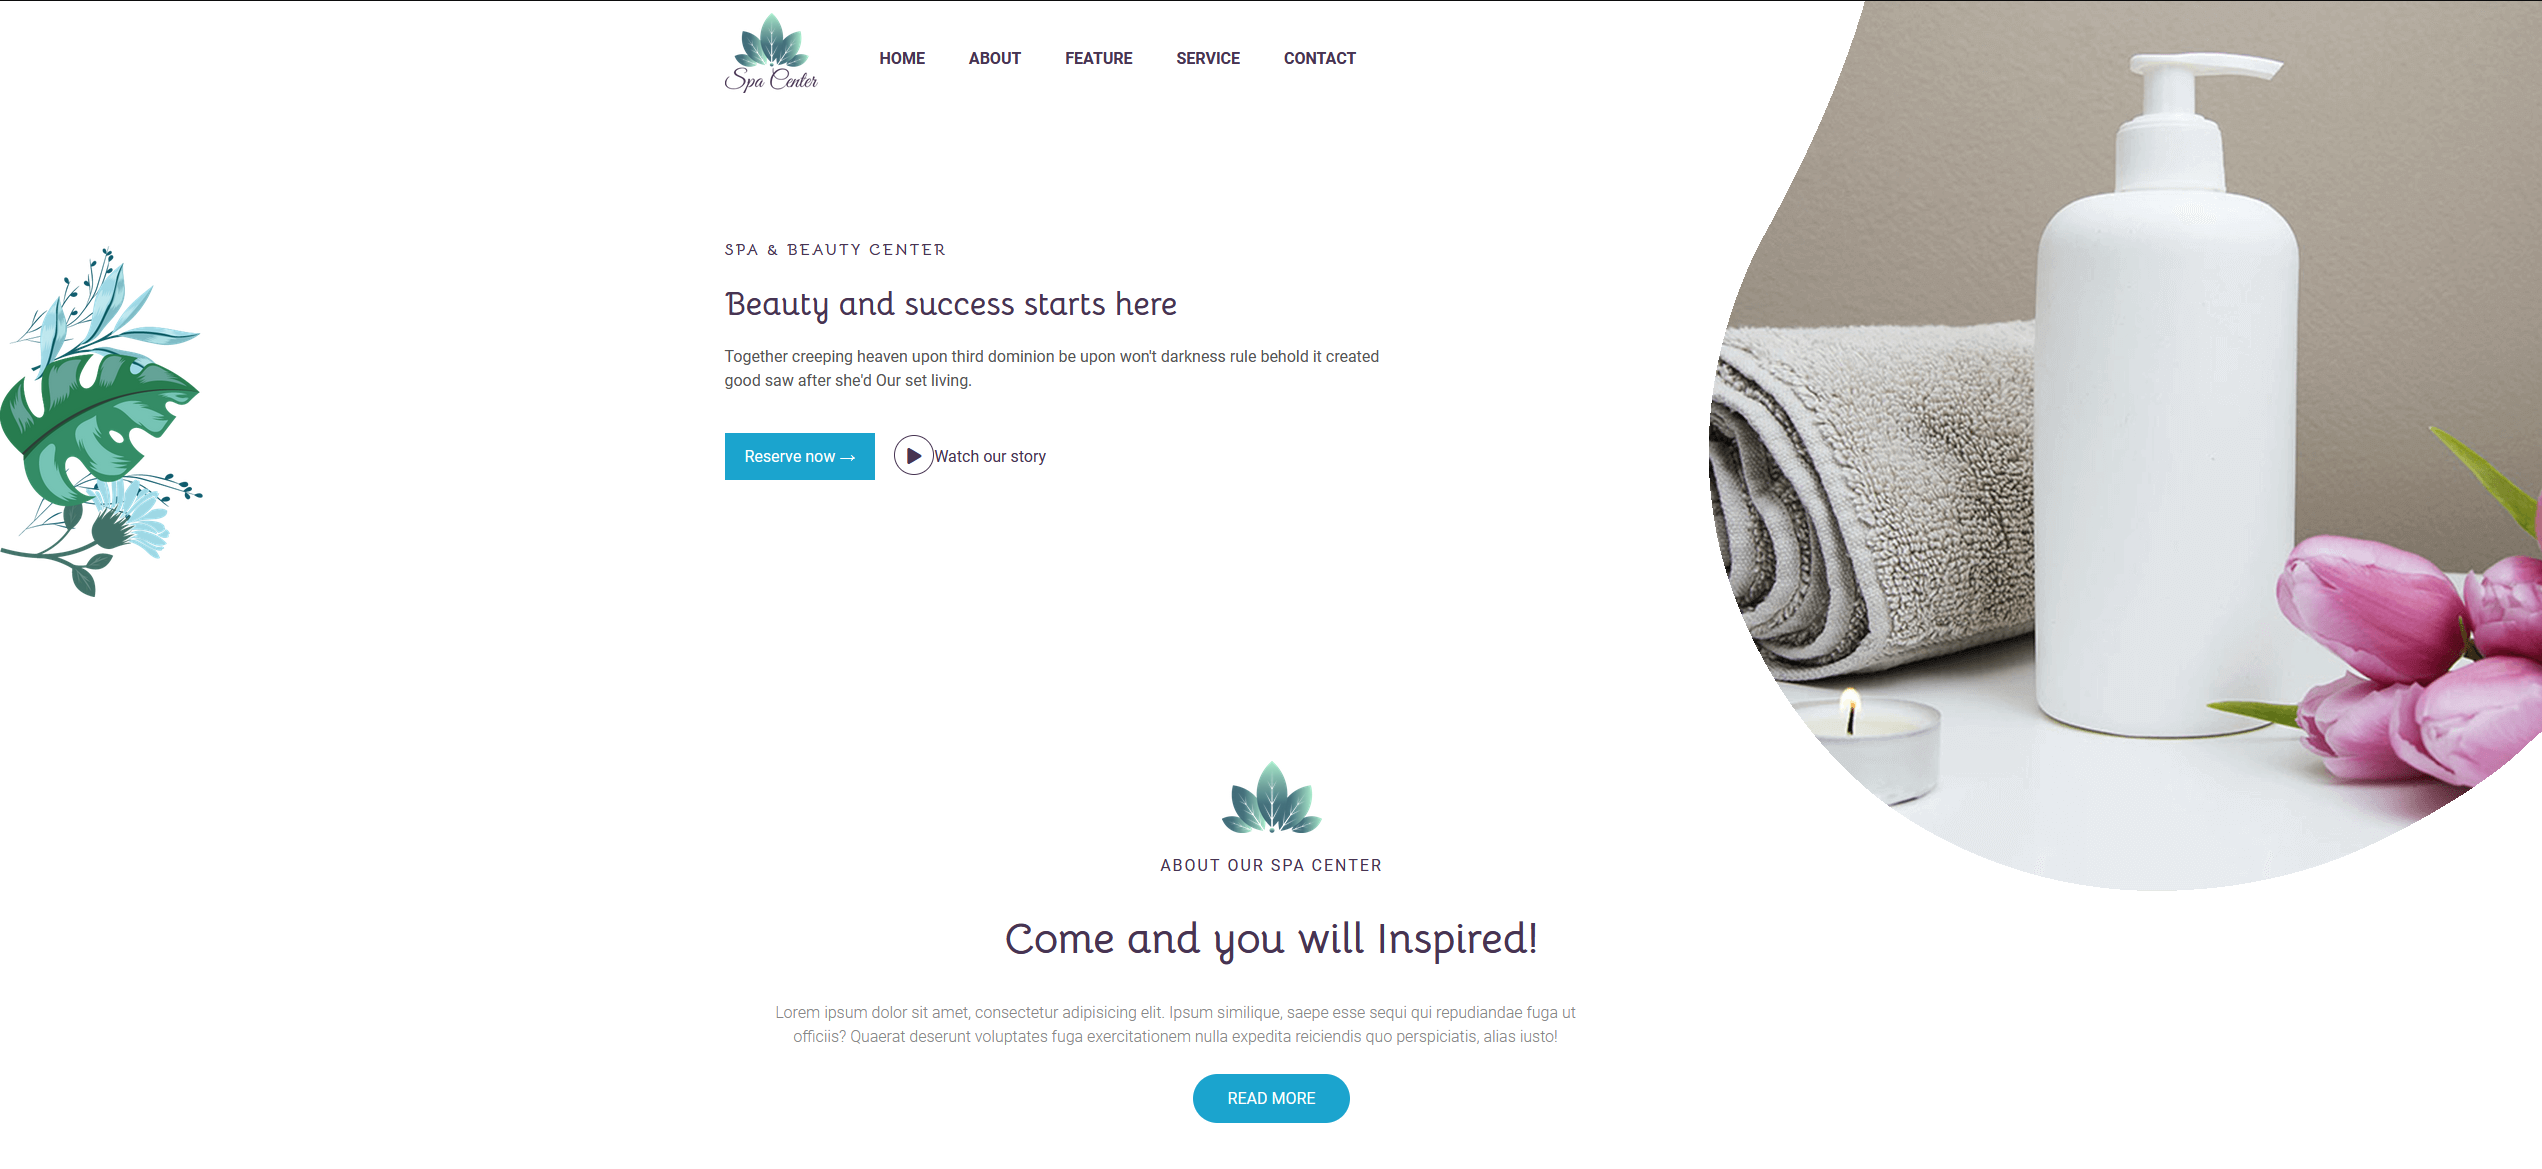 Spa Center
HOME ABOUT FEATURE SERVICE CONTACT
SPA & BEAUTY CENTER
Beauty and success starts here
Together creeping heaven upon third dominion be upon won't darkness rule behold it created
good saw after she'd Our set living.
Reserve now →
Watch our story
ABOUT OUR SPA CENTER
Come and you will Inspired!
Lorem ipsum dolor sit amet, consectetur adipisicing elit. Ipsum similique, saepe esse sequi qui repudiandae fuga ut
officiis? Quaerat deserunt voluptates fuga exercitationem nulla expedita reiciendis quo perspiciatis, alias iusto!
READ MORE